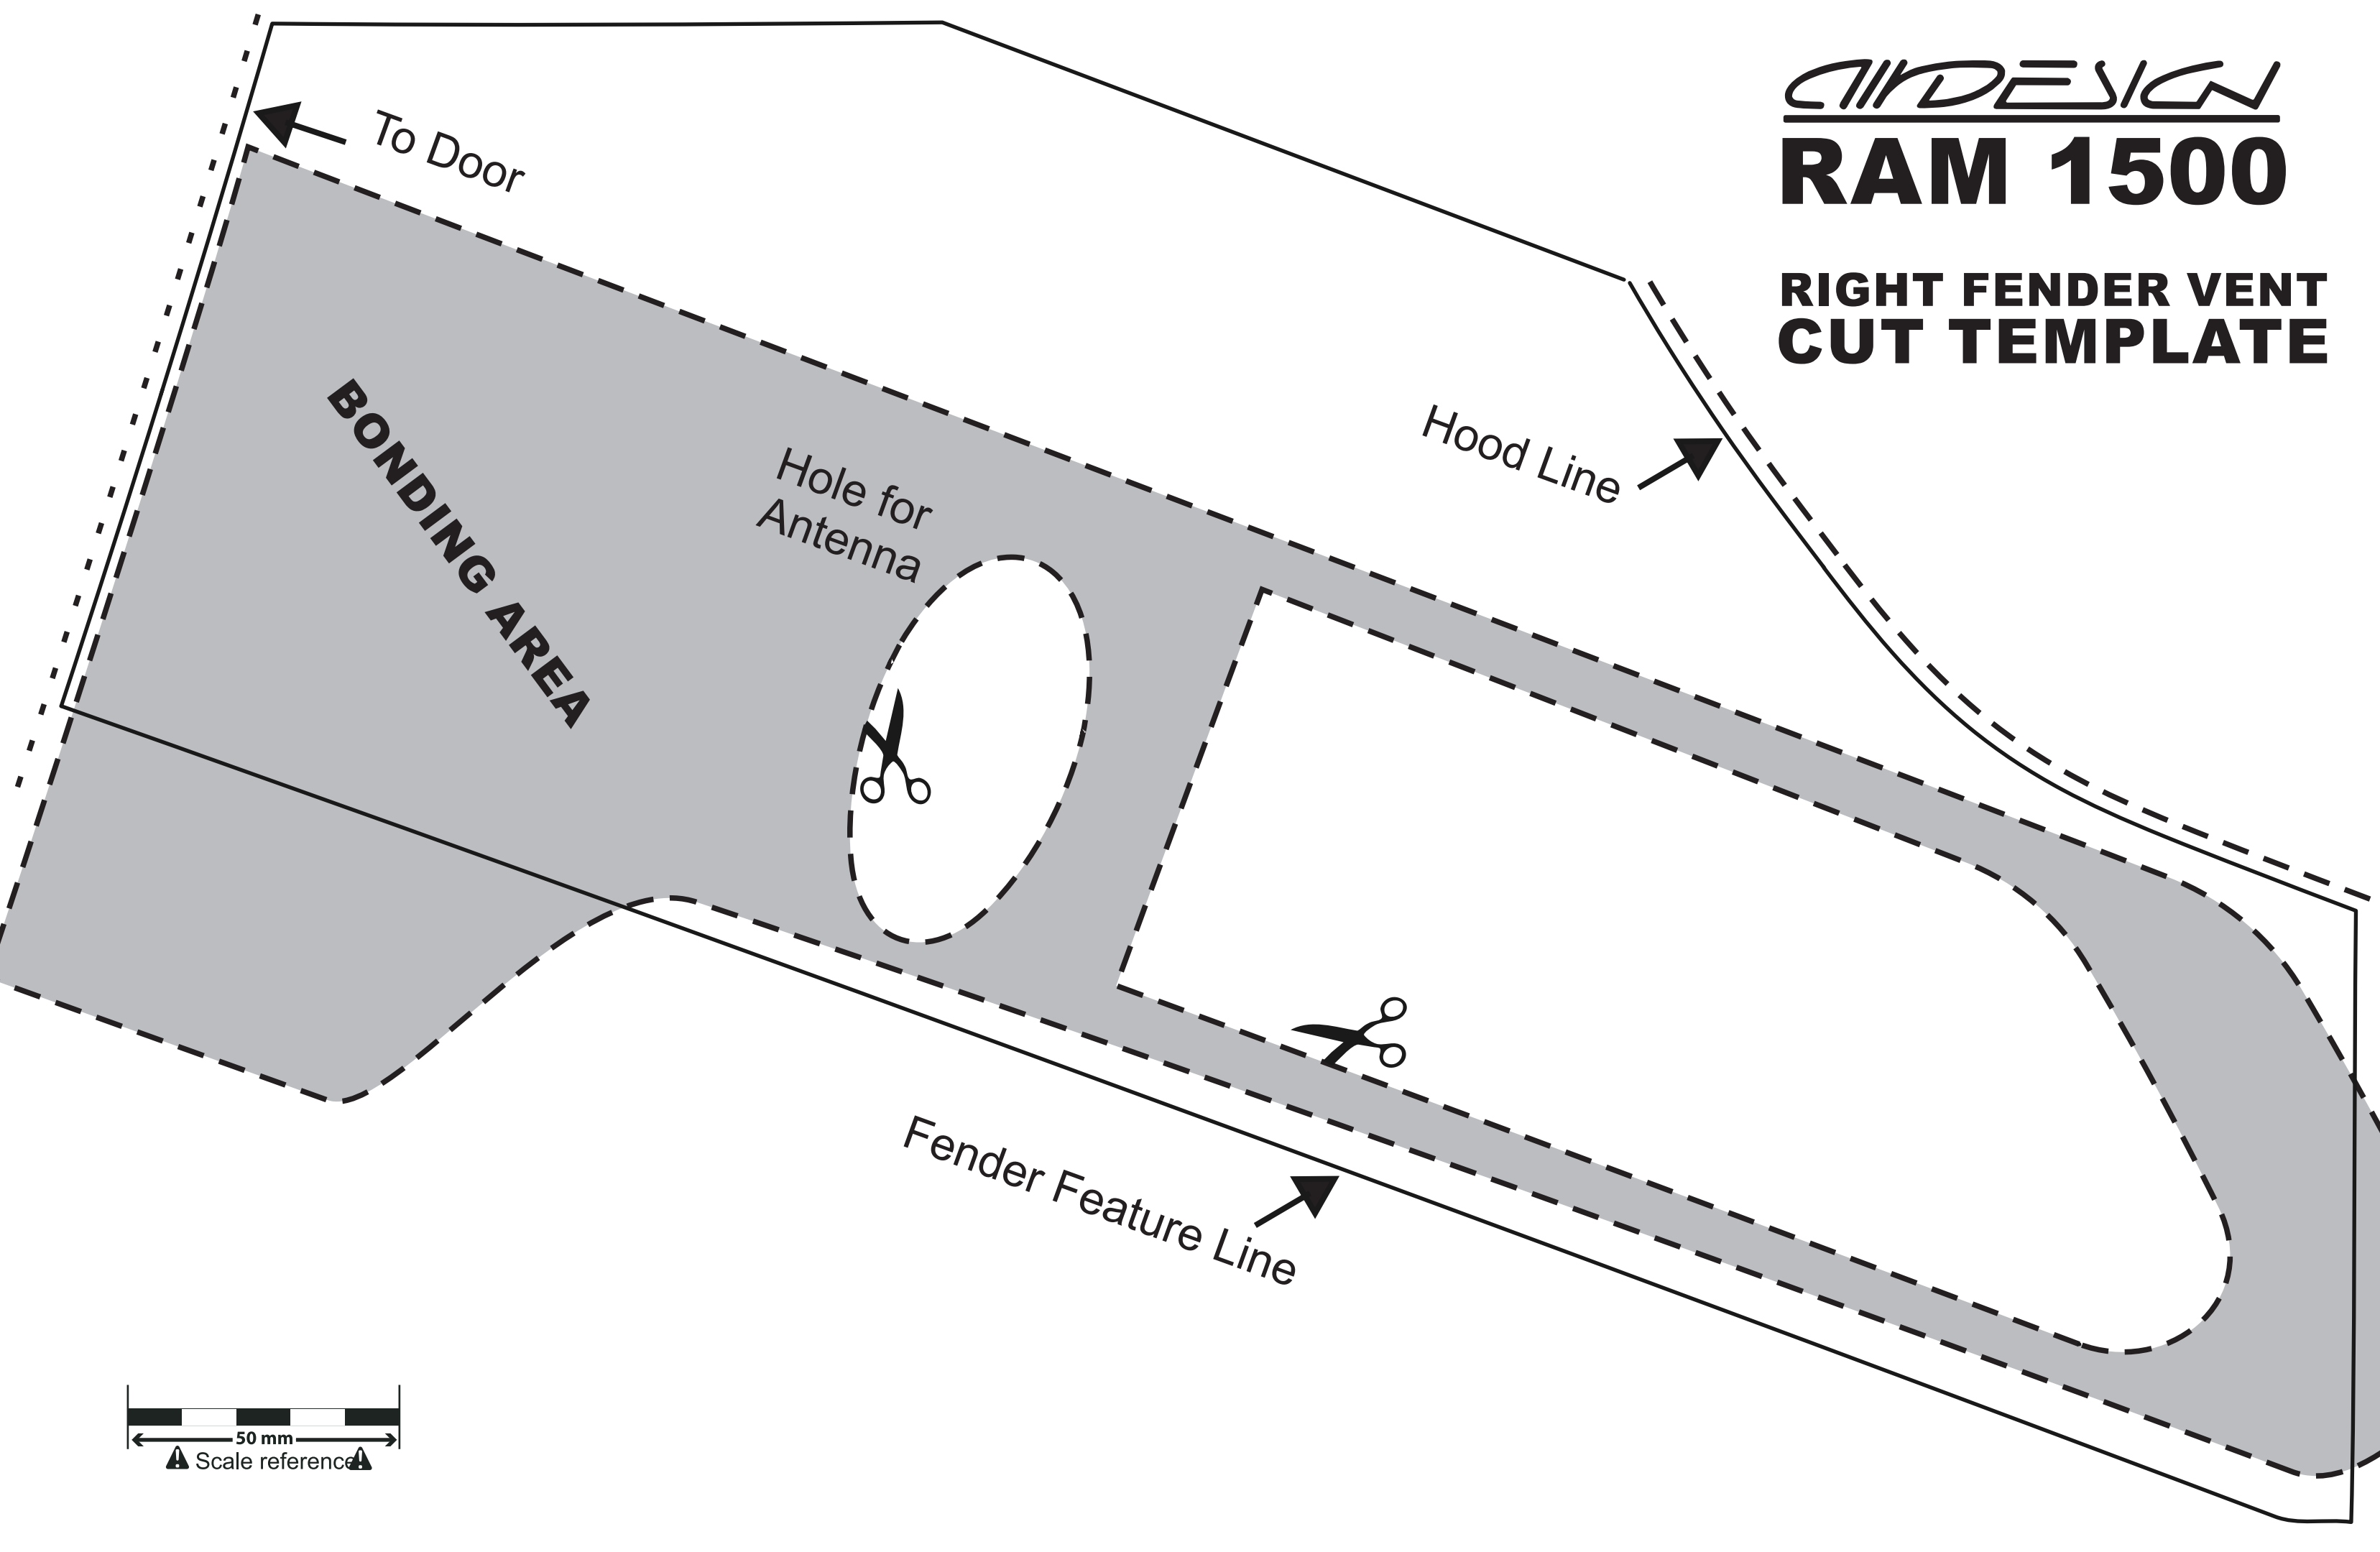 AIRDESIGN
RAM 1500
RIGHT FENDER VENT
CUT TEMPLATE
To Door
Hood Line
BONDING AREA
Hole for
Antenna
Fender Feature Line
50 mm
Scale reference